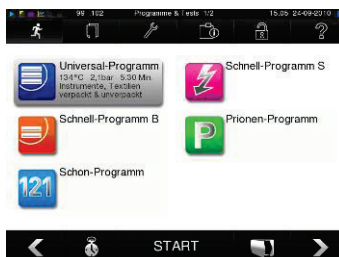 99 .102 Programme & Tests 1/2 15:05 24-09-2010
Universal-Programm
134°C 2,1bar 5:30 Min.
Instrumente, Textilien
verpackt & unverpackt
Schnell-Programm S
Schnell-Programm B
P
Prionen-Programm
121
Schon-Programm
START